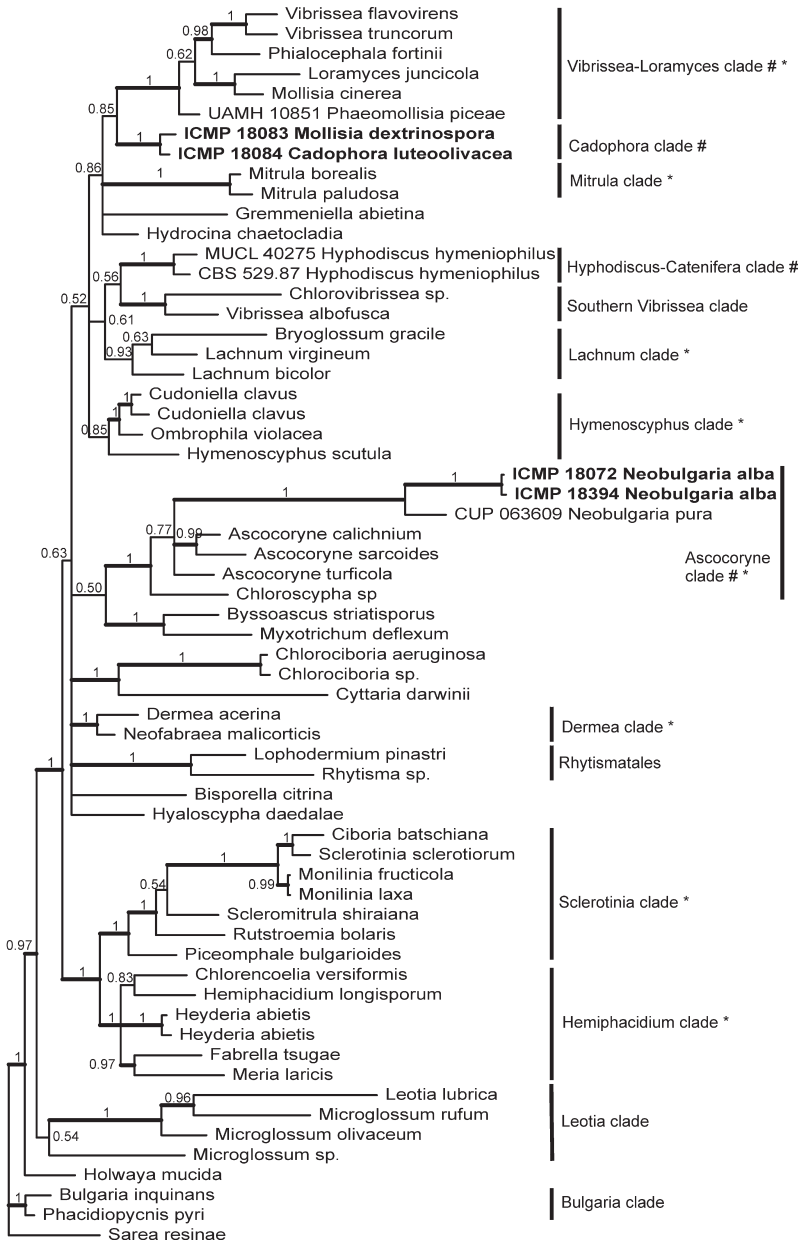 1
Vibrissea flavovirens
0.98
Vibrissea truncorum
0.62
Phialocephala fortinii
Vibrissea-Loramyces clade # *
1
Loramyces juncicola
1
Mollisia cinerea
0.85
UAMH 10851 Phaeomollisia piceae
1
ICMP 18083 Mollisia dextrinospora
Cadophora clade #
ICMP 18084 Cadophora luteoolivacea
0.86
1
Mitrula borealis
Mitrula clade *
Mitrula paludosa
Gremmeniella abietina
Hydrocina chaetocladia
1
MUCL 40275 Hyphodiscus hymeniophilus
Hyphodiscus-Catenifera clade #
0.56
CBS 529.87 Hyphodiscus hymeniophilus
1
Chlorovibrissea sp.
Southern Vibrissea clade
0.52
Vibrissea albofusca
0.61
0.63
Bryoglossum gracile
0.93
Lachnum virgineum
Lachnum clade *
Lachnum bicolor
1
Cudoniella clavus
1
Cudoniella clavus
Hymenoscyphus clade *
0.85
Ombrophila violacea
Hymenoscyphus scutula
1
ICMP 18072 Neobulgaria alba
1
ICMP 18394 Neobulgaria alba
CUP 063609 Neobulgaria pura
0.77
0.99
Ascocoryne calichnium
0.63
Ascocoryne sarcoides
Ascocoryne
clade # *
1
Ascocoryne turficola
0.50
Chloroscypha sp
1
Byssoascus striatisporus
Myxotrichum deflexum
1
Chlorociboria aeruginosa
1
Chlorociboria sp.
Cyttaria darwinii
1
Dermea acerina
Dermea clade *
Neofabraea malicorticis
1
Lophodermium pinastri
Rhytismatales
1
Rhytisma sp.
Bisporella citrina
Hyaloscypha daedalae
1
Ciboria batschiana
1
Sclerotinia sclerotiorum
0.99
Monilinia fructicola
0.54
Monilinia laxa
Sclerotinia clade *
1
Scleromitrula shiraiana
1
Rutstroemia bolaris
0.97
Piceomphale bulgarioides
1
0.83
Chlorencoelia versiformis
Hemiphacidium longisporum
1
1
Heyderia abietis
Hemiphacidium clade *
Heyderia abietis
0.97
Fabrella tsugae
1
Meria laricis
0.96
Leotia lubrica
1
Microglossum rufum
Leotia clade
0.54
Microglossum olivaceum
Microglossum sp.
Holwaya mucida
1
Bulgaria inquinans
Bulgaria clade
Phacidiopycnis pyri
Sarea resinae